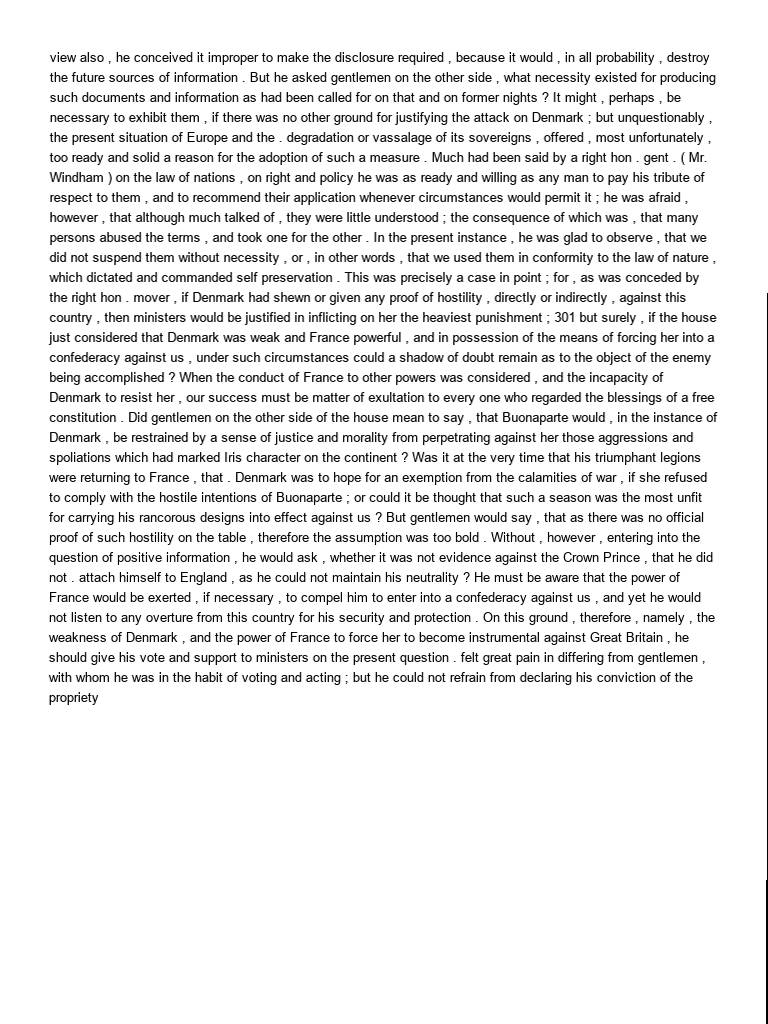 view also , he conceived it improper to make the disclosure required , because it would , in all probability , destroy
the future sources of information . But he asked gentlemen on the other side , what necessity existed for producing
such documents and information as had been called for on that and on former nights ? It might , perhaps , be
necessary to exhibit them , if there was no other ground for justifying the attack on Denmark ; but unquestionably ,
the present situation of Europe and the . degradation or vassalage of its sovereigns , offered , most unfortunately ,
too ready and solid a reason for the adoption of such a measure . Much had been said by a right hon . gent . ( Mr.
Windham ) on the law of nations , on right and policy he was as ready and willing as any man to pay his tribute of
respect to them , and to recommend their application whenever circumstances would permit it ; he was afraid ,
however , that although much talked of , they were little understood ; the consequence of which was , that many
persons abused the terms , and took one for the other . In the present instance , he was glad to observe , that we
did not suspend them without necessity , or , in other words , that we used them in conformity to the law of nature ,
which dictated and commanded self preservation . This was precisely a case in point ; for , as was conceded by
the right hon . mover , if Denmark had shewn or given any proof of hostility , directly or indirectly , against this
country , then ministers would be justified in inflicting on her the heaviest punishment ; 301 but surely , if the house
just considered that Denmark was weak and France powerful , and in possession of the means of forcing her into a
confederacy against us , under such circumstances could a shadow of doubt remain as to the object of the enemy
being accomplished ? When the conduct of France to other powers was considered , and the incapacity of
Denmark to resist her , our success must be matter of exultation to every one who regarded the blessings of a free
constitution . Did gentlemen on the other side of the house mean to say , that Buonaparte would , in the instance of
Denmark , be restrained by a sense of justice and morality from perpetrating against her those aggressions and
spoliations which had marked Iris character on the continent ? Was it at the very time that his triumphant legions
were returning to France , that . Denmark was to hope for an exemption from the calamities of war , if she refused
to comply with the hostile intentions of Buonaparte ; or could it be thought that such a season was the most unfit
for carrying his rancorous designs into effect against us ? But gentlemen would say , that as there was no official
proof of such hostility on the table , therefore the assumption was too bold . Without , however , entering into the
question of positive information , he would ask , whether it was not evidence against the Crown Prince , that he did
not . attach himself to England , as he could not maintain his neutrality ? He must be aware that the power of
France would be exerted , if necessary , to compel him to enter into a confederacy against us , and yet he would
not listen to any overture from this country for his security and protection . On this ground , therefore , namely , the
weakness of Denmark , and the power of France to force her to become instrumental against Great Britain , he
should give his vote and support to ministers on the present question . felt great pain in differing from gentlemen ,
with whom he was in the habit of voting and acting ; but he could not refrain from declaring his conviction of the
propriety